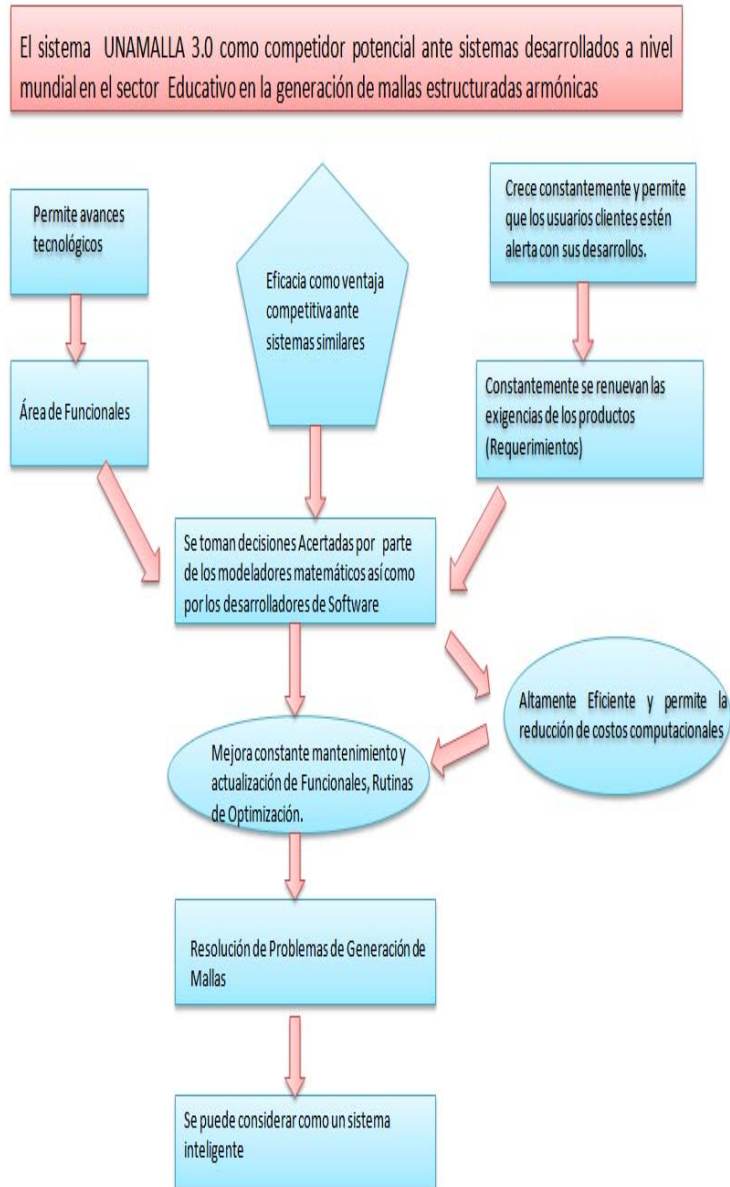 El sistema UNAMALLA 3.0 como competidor potencial ante sistemas desarrollados a nivel
mundial en el sector Educativo en la generación de mallas estructuradas armónicas
Permite avances
tecnológicos
Eficacia como ventaja
competitiva ante
sistemas similares
Crece constantemente y permite
que los usuarios clientes estén
alerta con sus desarrollos.
Área de Funcionales
Constantemente se renuevan las
exigencias de los productos
(Requerimientos)
Se toman decisiones Acertadas por parte
de los modeladores matemáticos así como
por los desarrolladores de Software
Altamente Eficiente y permite la
reducción de costos computacionales
Mejora constante mantenimiento y
actualización de Funcionales, Rutinas
de Optimización.
Resolución de Problemas de Generación de
Mallas
Se puede considerar como un sistema
inteligente